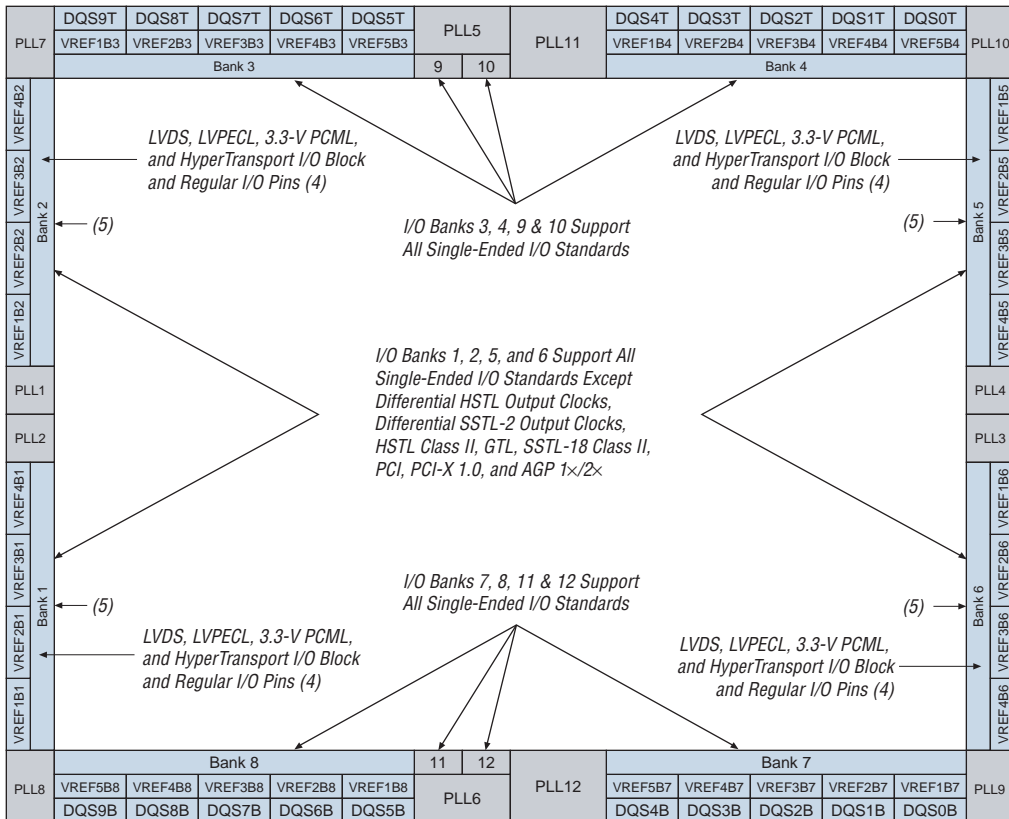 PLL7 DQS9T DQS8T DQS7T DQS6T DQS5T PLL5 PLL11 DQS4T DQS3T DQS2T DQS1T DQS0T PLL10
VREF1B3 VREF2B3 VREF3B3 VREF4B3 VREF5B3 VREF1B4 VREF2B4 VREF3B4 VREF4B4 VREF5B4
Bank 3 9 10 Bank 4
VREF4B2
VREF3B2
VREF2B2
VREF1B2
Bank 2
LVDS, LVPECL, 3.3-V PCML,
and HyperTransport I/O Block
and Regular I/O Pins (4)
(5)
LVDS, LVPECL, 3.3-V PCML,
and HyperTransport I/O Block
and Regular I/O Pins (4)
(5)
Bank 5
VREF1B5
VREF2B5
VREF3B5
VREF4B5
I/O Banks 3, 4, 9 & 10 Support
All Single-Ended I/O Standards
PLL1
PLL2
I/O Banks 1, 2, 5, and 6 Support All
Single-Ended I/O Standards Except
Differential HSTL Output Clocks,
Differential SSTL-2 Output Clocks,
HSTL Class II, GTL, SSTL-18 Class II,
PCI, PCI-X 1.0, and AGP 1×/2×
PLL4
PLL3
VREF4B1
VREF3B1
VREF2B1
VREF1B1
Bank 1
I/O Banks 7, 8, 11 & 12 Support
All Single-Ended I/O Standards
(5)
LVDS, LVPECL, 3.3-V PCML,
and HyperTransport I/O Block
and Regular I/O Pins (4)
(5)
LVDS, LVPECL, 3.3-V PCML,
and HyperTransport I/O Block
and Regular I/O Pins (4)
Bank 6
VREF1B6
VREF2B6
VREF3B6
VREF4B6
Bank 8 11 12 Bank 7
PLL8 VREF5B8 VREF4B8 VREF3B8 VREF2B8 VREF1B8 PLL6 PLL12 VREF5B7 VREF4B7 VREF3B7 VREF2B7 VREF1B7 PLL9
DQS9B DQS8B DQS7B DQS6B DQS5B DQS4B DQS3B DQS2B DQS1B DQS0B